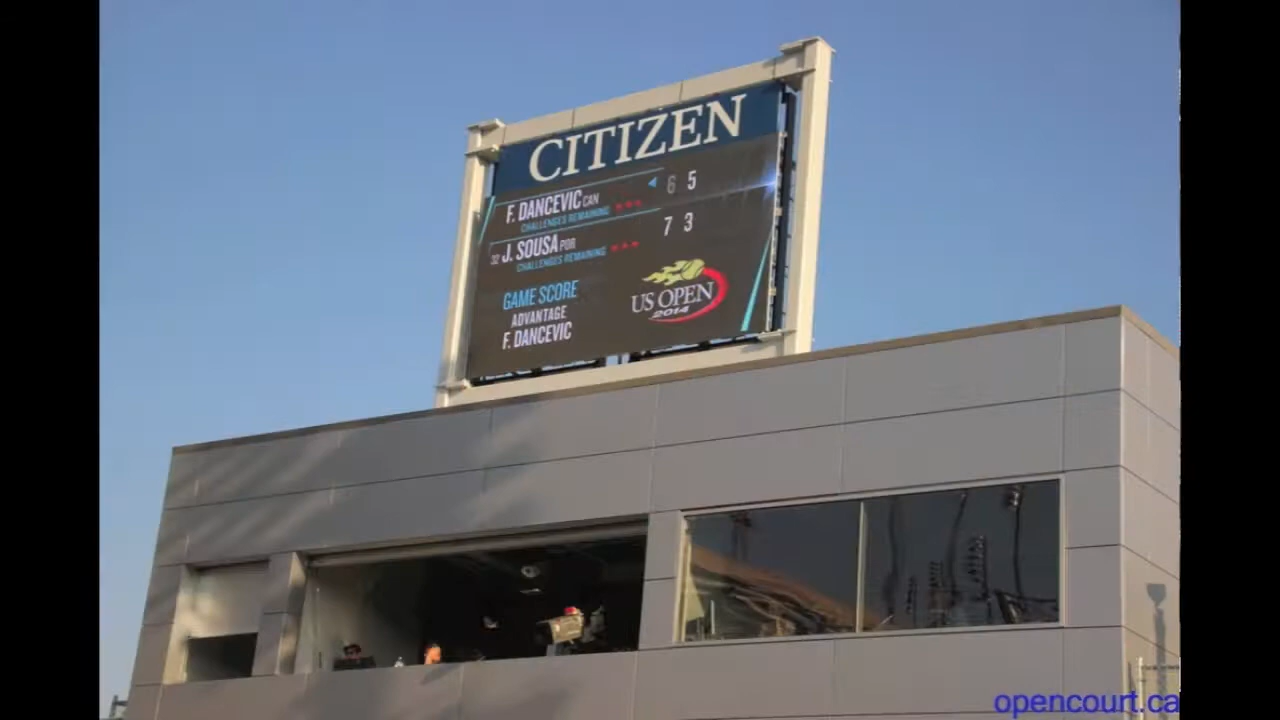 CITIZEN
F. DANCEVIC CAN 6 5
CHALLENGES REMAINING
32 J. SOUSA POR 7 3
CHALLENGES REMAINING
GAME SCORE
ADVANTAGE
F. DANCEVIC
US OPEN
2014
opencourt.ca